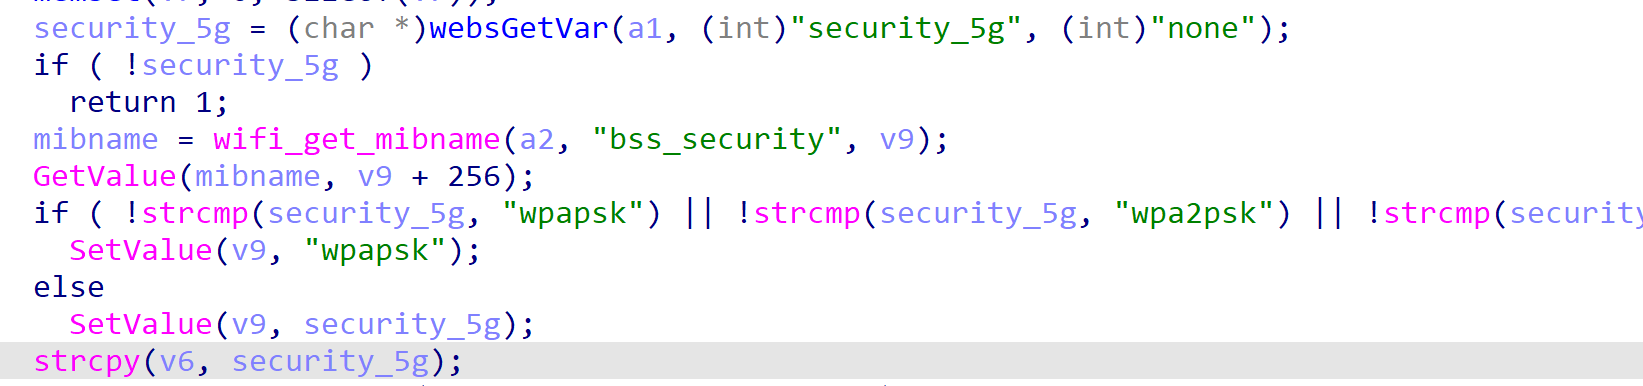 security_5g = (char *)websGetVar(a1, (int)"security_5g", (int)"none");
if ( !security_5g )
return 1;
mibname = wifi_get_mibname(a2, "bss_security", v9);
GetValue(mibname, v9 + 256);
if ( !strcmp(security_5g, "wpapsk") || !strcmp(security_5g, "wpa2psk") || !strcmp(security
SetValue(v9, "wpapsk");
else
SetValue(v9, security_5g);
strcpy(v6, security_5g);